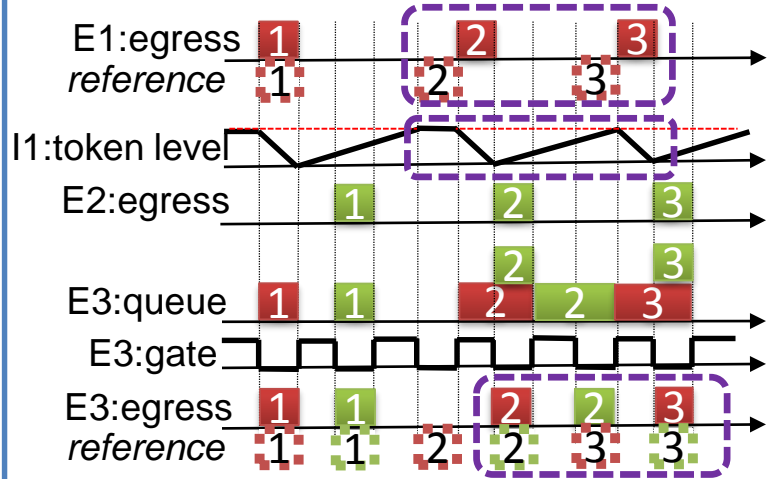 E1:egress 1 2 3
reference 1 2 3
I1:token level
E2:egress 1 2 3
2 3
E3:queue 1 1 2 2 3
E3:gate
E3:egress 1 1 2 2 3
reference 1 1 2 2 3 3